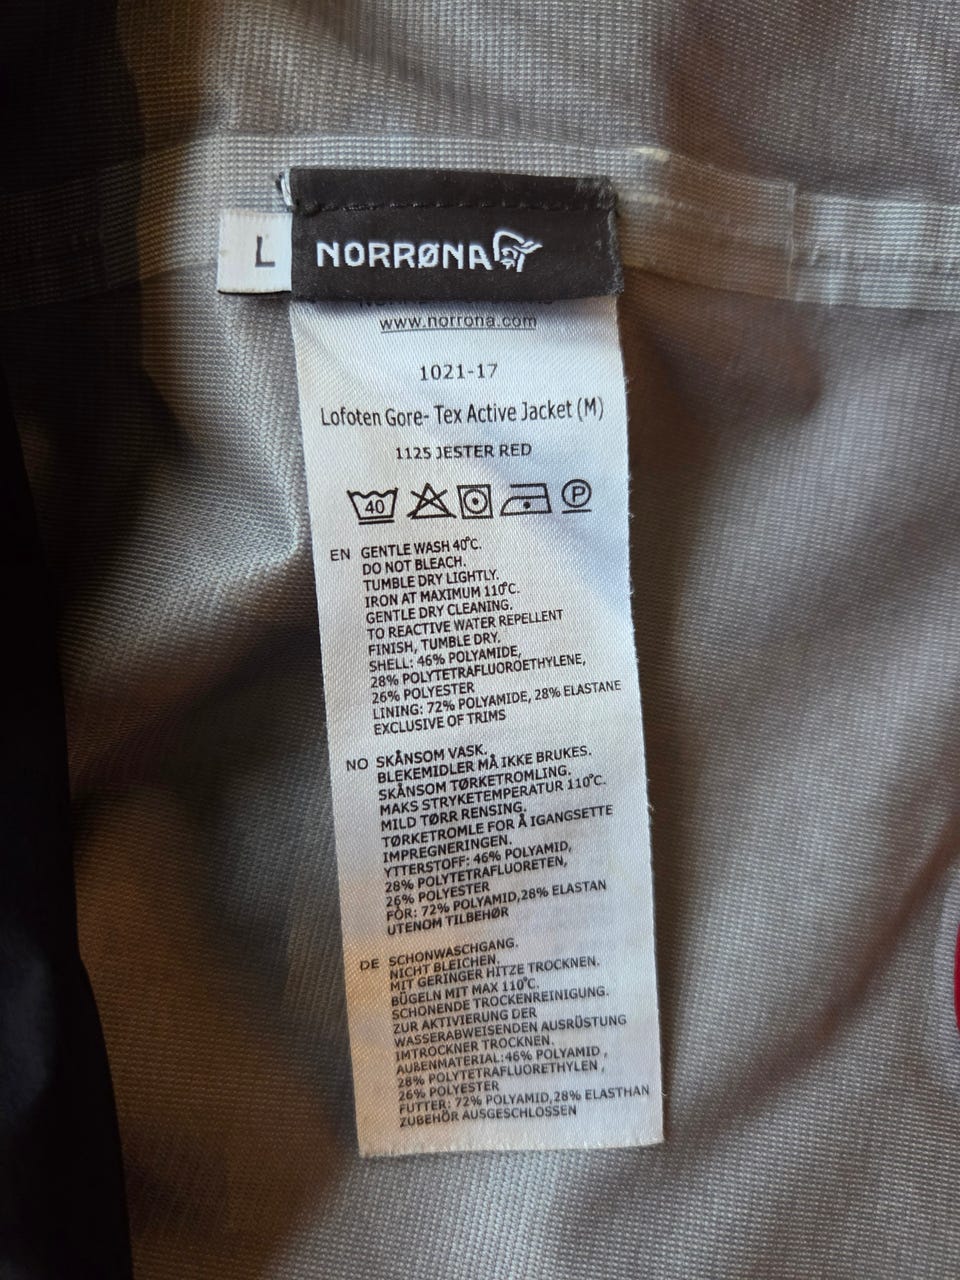 L
NORRØNA
www.norrona.com
1021-17
Lofoten Gore- Tex Active Jacket (M)
1125 JESTER RED
40 P
EN GENTLE WASH 40°C.
DO NOT BLEACH.
TUMBLE DRY LIGHTLY.
IRON AT MAXIMUM 110°C.
GENTLE DRY CLEANING.
TO REACTIVE WATER REPELLENT
FINISH, TUMBLE DRY.
SHELL: 46% POLYAMIDE,
28% POLYTETRAFLUOROETHYLENE,
26% POLYESTER
LINING: 72% POLYAMIDE, 28% ELASTANE
EXCLUSIVE OF TRIMS
NO SKÅNSOM VASK.
BLEKEMIDLER MÅ IKKE BRUKES.
SKÅNSOM TØRKETROMLING.
MAKS STRYKETEMPERATUR 110°C.
MILD TØRR RENSING.
TØRKETROMLE FOR Å IGANGSETTE
IMPREGNERINGEN.
YTTERSTOFF: 46% POLYAMID,
28% POLYTETRAFLUORETEN,
26% POLYESTER
FÔR: 72% POLYAMID,28% ELASTAN
UTENOM TILBEHØR
DE SCHONWASCHGANG.
NICHT BLEICHEN.
MIT GERINGER HITZE TROCKNEN.
BÜGELN MIT MAX 110°C.
SCHONENDE TROCKENREINIGUNG.
ZUR AKTIVIERUNG DER
WASSERABWEISENDEN AUSRÜSTUNG
IMTROCKNER TROCKNEN.
AUßENMATERIAL:46% POLYAMID ,
28% POLYTETRAFLUORETHYLEN ,
26% POLYESTER
FUTTER: 72% POLYAMID,28% ELASTHAN
ZUBEHÖR AUSGESCHLOSSEN